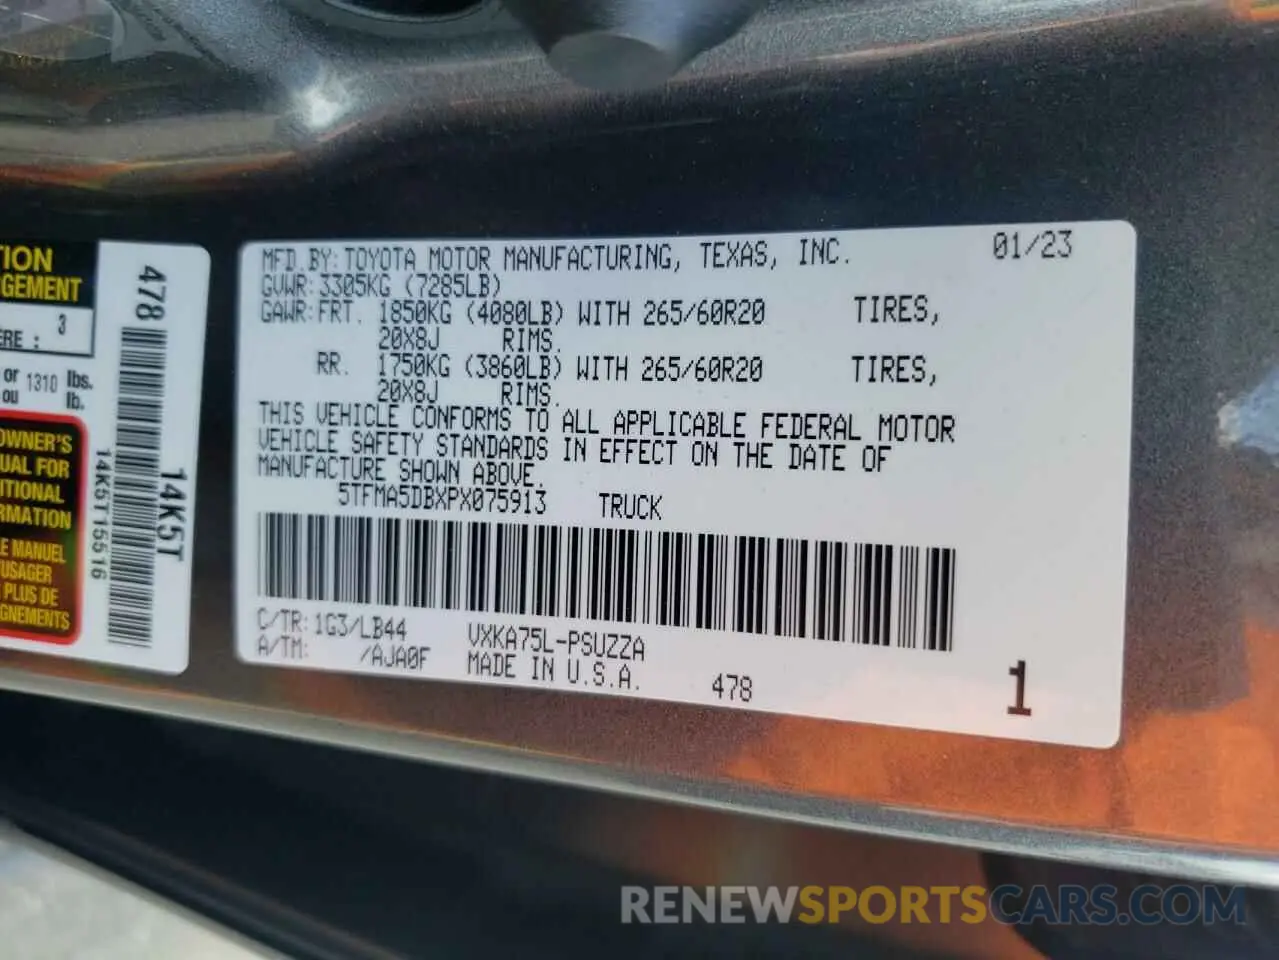 TION
GEMENT
ERE : 3
or 1310 lbs.
ou lb.
OWNER'S
UAL FOR
ITIONAL
RMATION
E MANUEL
'USAGER
PLUS DE
GNEMENTS
478
14K5T
14K5T15516
MFD.BY:TOYOTA MOTOR MANUFACTURING, TEXAS, INC. 01/23
GVWR:3305KG (7285LB)
GAWR:FRT. 1850KG (4080LB) WITH 265/60R20 TIRES,
20X8J RIMS.
RR. 1750KG (3860LB) WITH 265/60R20 TIRES,
20X8J RIMS.
THIS VEHICLE CONFORMS TO ALL APPLICABLE FEDERAL MOTOR
VEHICLE SAFETY STANDARDS IN EFFECT ON THE DATE OF
MANUFACTURE SHOWN ABOVE.
5TFMA5DBXPX075913 TRUCK
C/TR:1G3/LB44 VXKA75L-PSUZZA
A/TM: /AJA0F MADE IN U.S.A. 478
1
RENEWSPORTSCARS.COM